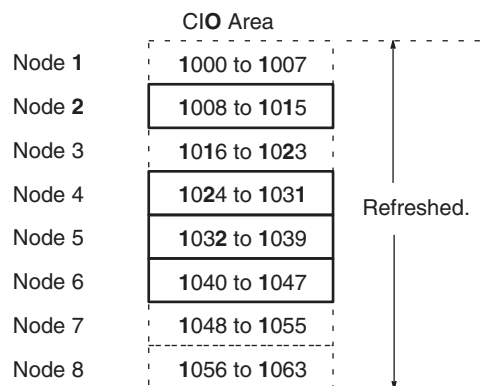 CIO Area
Node 1 1000 to 1007
Node 2 1008 to 1015
Node 3 1016 to 1023
Node 4 1024 to 1031
Refreshed.
Node 5 1032 to 1039
Node 6 1040 to 1047
Node 7 1048 to 1055
Node 8 1056 to 1063